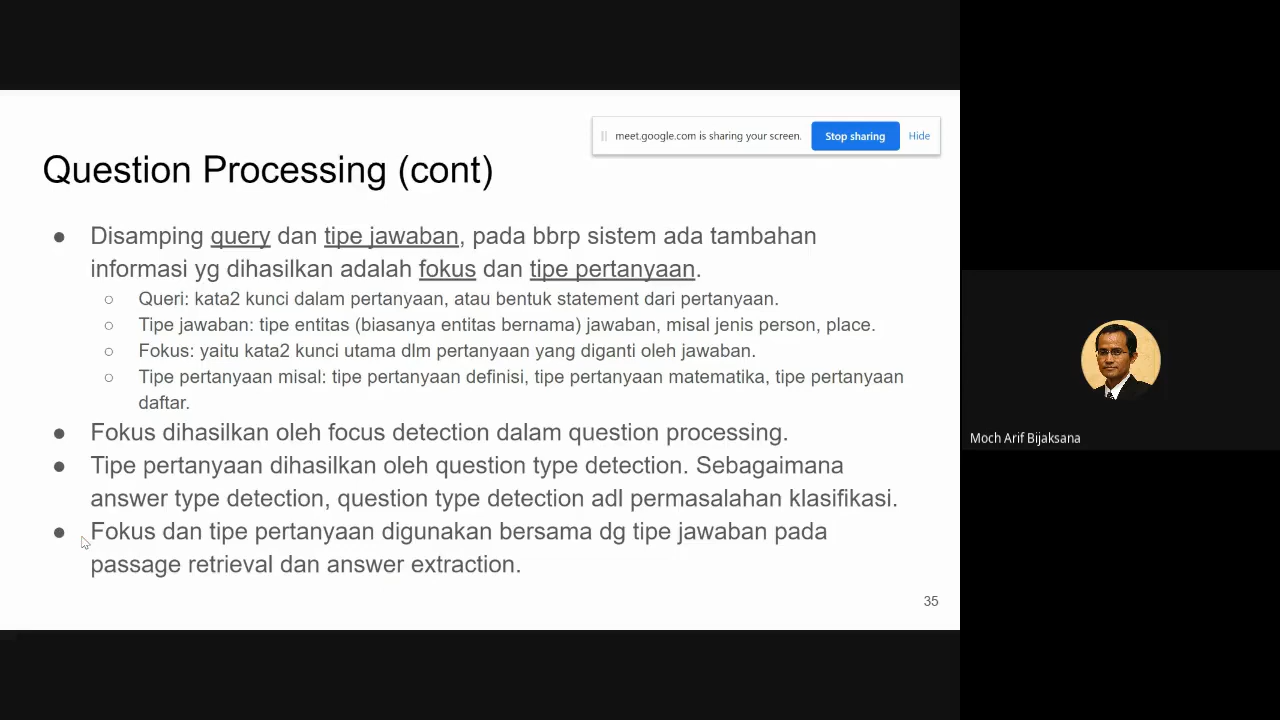 meet.google.com is sharing your screen. Stop sharing Hide
Question Processing (cont)
● Disamping query dan tipe jawaban, pada bbrp sistem ada tambahan
informasi yg dihasilkan adalah fokus dan tipe pertanyaan.
○ Queri: kata2 kunci dalam pertanyaan, atau bentuk statement dari pertanyaan.
○ Tipe jawaban: tipe entitas (biasanya entitas bernama) jawaban, misal jenis person, place.
○ Fokus: yaitu kata2 kunci utama dlm pertanyaan yang diganti oleh jawaban.
○ Tipe pertanyaan misal: tipe pertanyaan definisi, tipe pertanyaan matematika, tipe pertanyaan
daftar.
● Fokus dihasilkan oleh focus detection dalam question processing.
● Tipe pertanyaan dihasilkan oleh question type detection. Sebagaimana
answer type detection, question type detection adl permasalahan klasifikasi.
● Fokus dan tipe pertanyaan digunakan bersama dg tipe jawaban pada
passage retrieval dan answer extraction.
35
Moch Arif Bijaksana